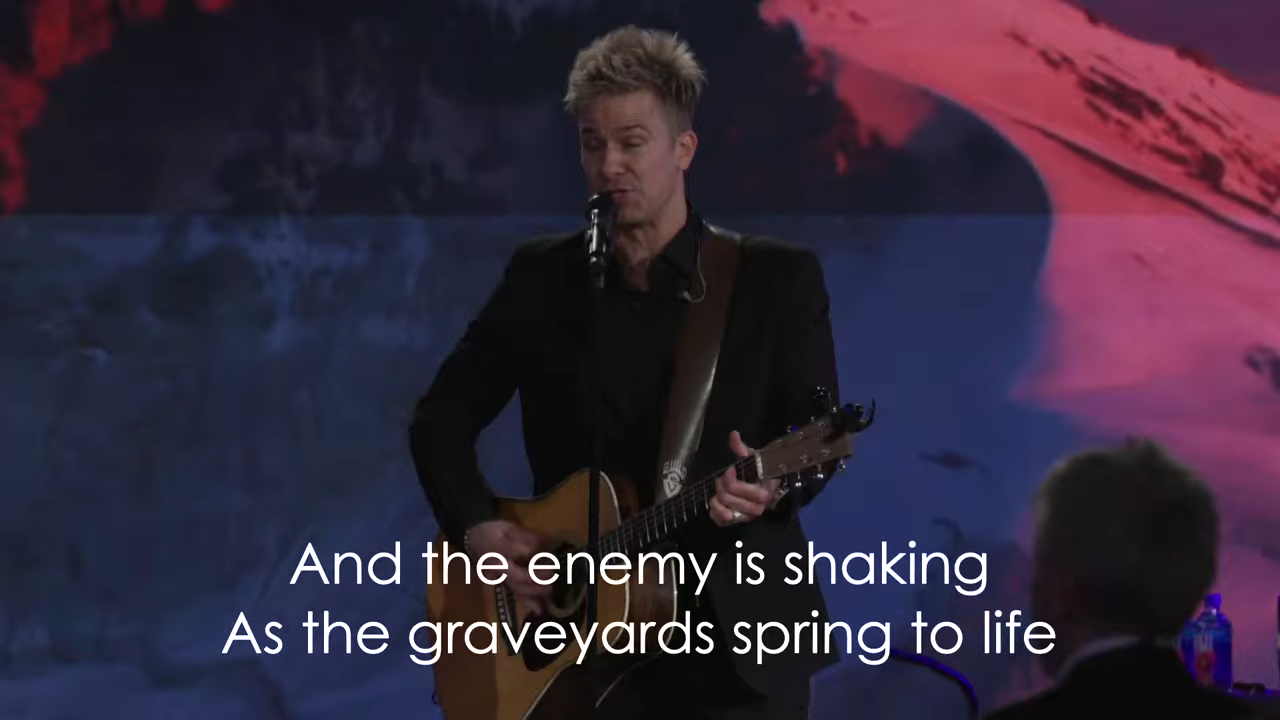 And the enemy is shaking
As the graveyards spring to life